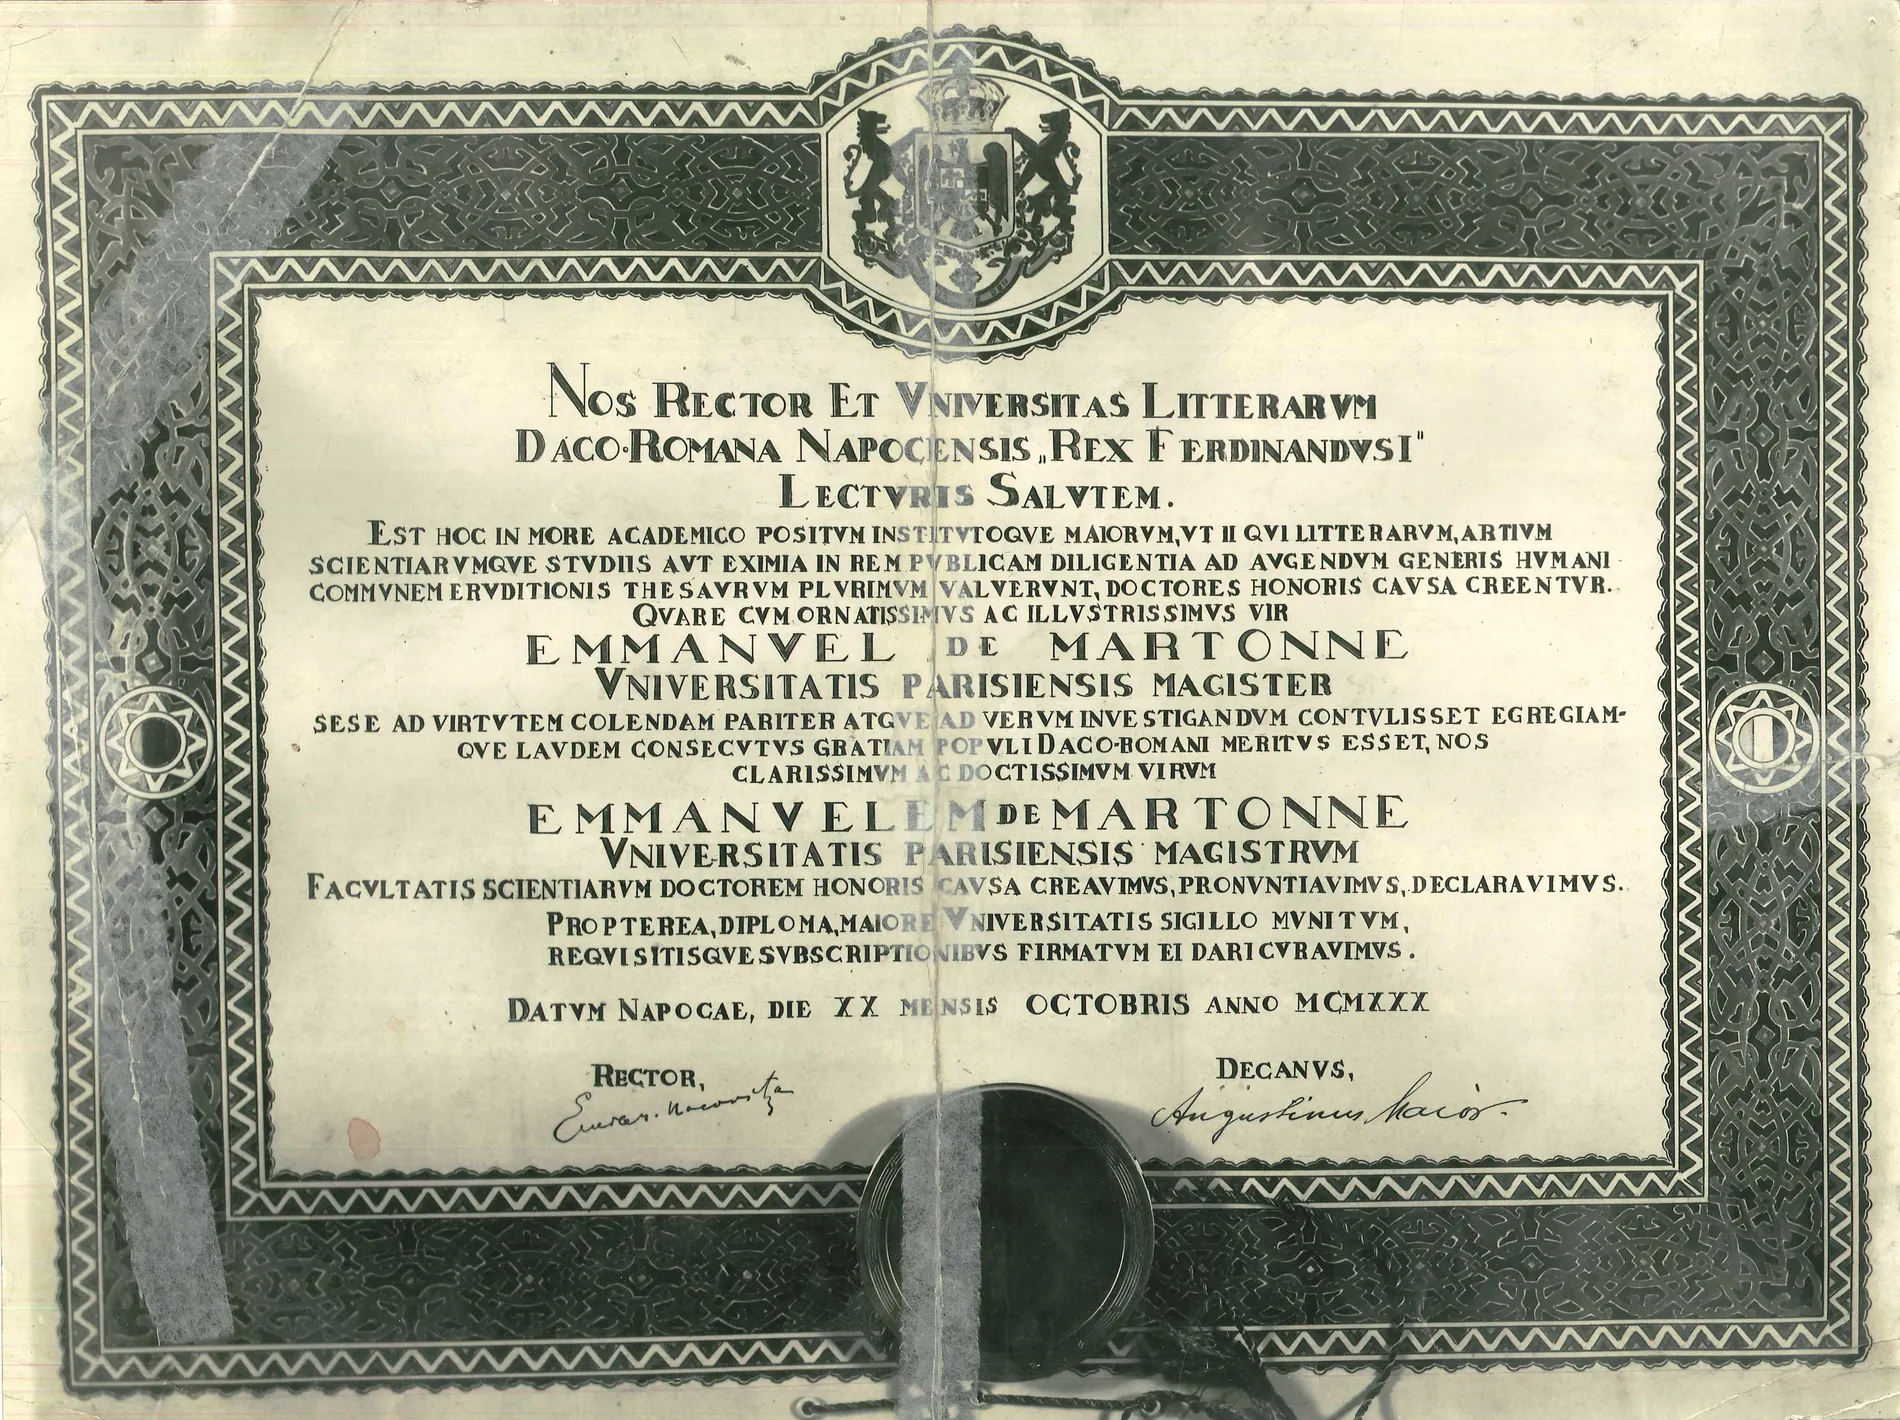 NOS RECTOR ET VNIVERSITAS LITTERARVM
DACO-ROMANA NAPOCENSIS „REX FERDINANDVS I"
LECTVRIS SALVTEM.
EST HOC IN MORE ACADEMICO POSITVM INSTITVTOQVE MAIORVM, VT II QVI LITTERARVM, ARTIVM
SCIENTIARVMQVE STVDIIS AVT EXIMIA IN REM PVBLICAM DILIGENTIA AD AVGENDVM GENERIS HVMANI
COMMVNEM ERVDITIONIS THESAVRVM PLVRIMVM VALVERVNT, DOCTORES HONORIS CAVSA CREENTVR.
QVARE CVM ORNATISSIMVS AC ILLVSTRISSIMVS VIR
EMMANVEL DE MARTONNE
VNIVERSITATIS PARISIENSIS MAGISTER
SESE AD VIRTVTEM COLENDAM PARITER ATQVE AD VERVM INVESTIGANDVM CONTVLISSET EGREGIAM-
QVE LAVDEM CONSECVTVS GRATIAM POPVLI DACO-ROMANI MERITVS ESSET, NOS
CLARISSIMVM AC DOCTISSIMVM VIRVM
EMMANVELEM DE MARTONNE
VNIVERSITATIS PARISIENSIS MAGISTRVM
FACVLTATIS SCIENTIARVM DOCTOREM HONORIS CAVSA CREAVIMVS, PRONVNTIAVIMVS, DECLARAVIMVS.
PROPTEREA, DIPLOMA, MAIORE VNIVERSITATIS SIGILLO MVNITVM,
REQVISITISQVE SVBSCRIPTIONIBVS FIRMATVM EI DARI CVRAVIMVS.
DATVM NAPOCAE, DIE XX MENSIS OCTOBRIS ANNO MCMXXX
RECTOR,
DECANVS,
Augustinus Maior.